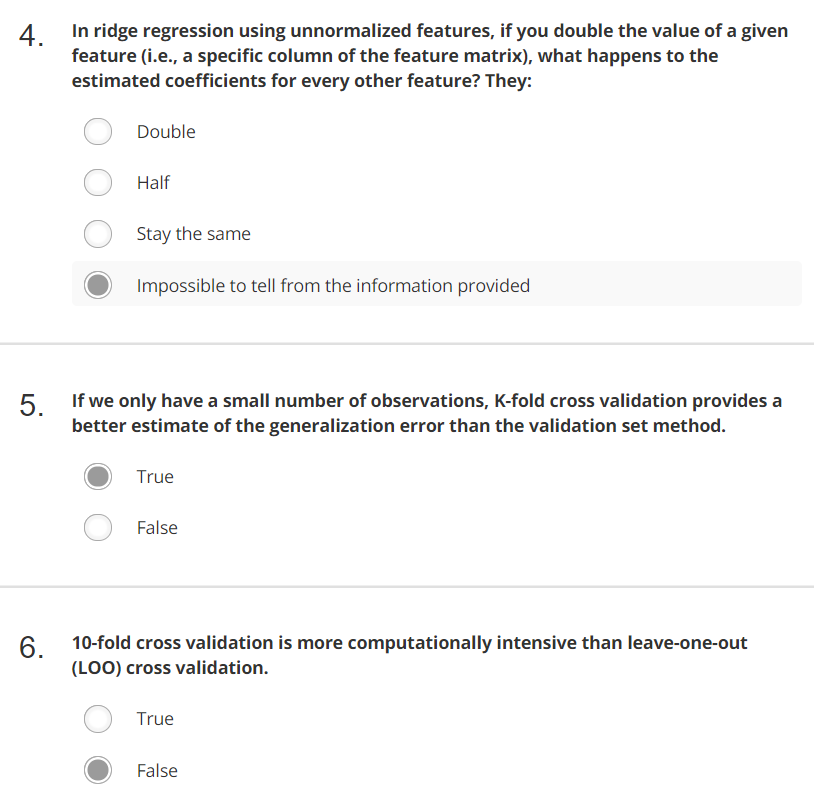 4.
In ridge regression using unnormalized features, if you double the value of a given
feature (i.e., a specific column of the feature matrix), what happens to the
estimated coefficients for every other feature? They:
Double
Half
Stay the same
Impossible to tell from the information provided
5.
If we only have a small number of observations, K-fold cross validation provides a
better estimate of the generalization error than the validation set method.
True
False
6.
10-fold cross validation is more computationally intensive than leave-one-out
(LOO) cross validation.
True
False